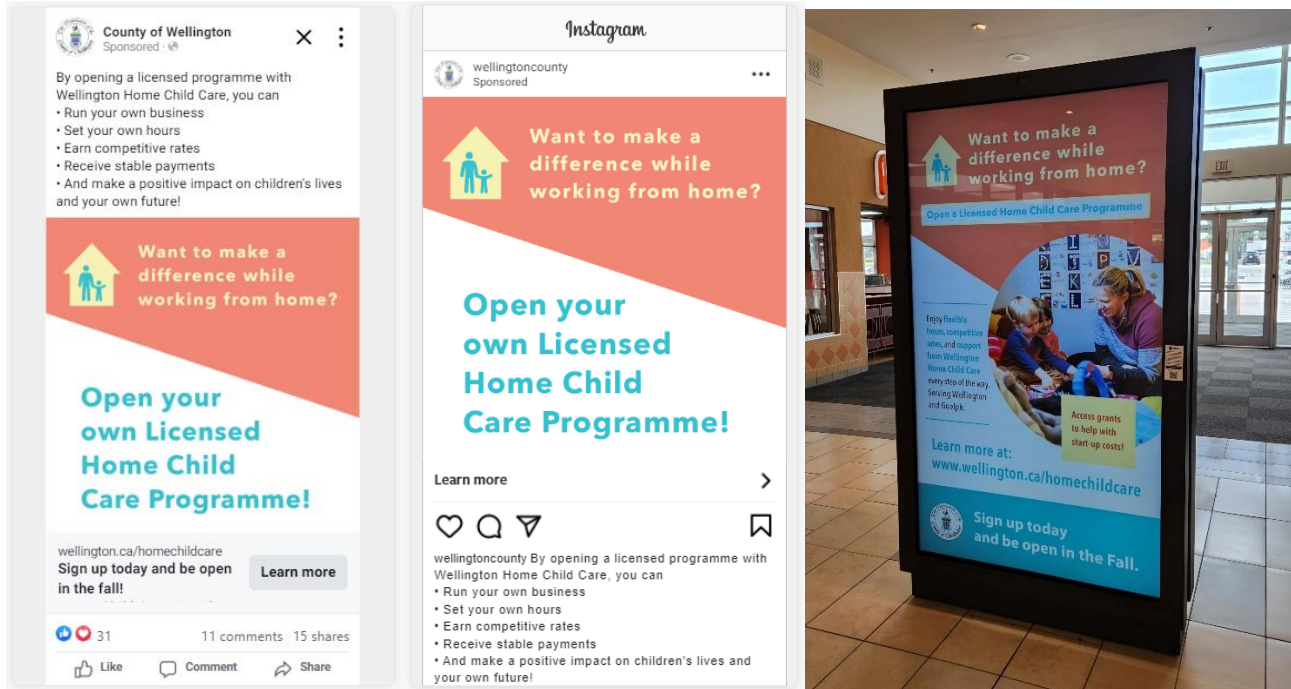 County of Wellington
Sponsored ·
By opening a licensed programme with
Wellington Home Child Care, you can
• Run your own business
• Set your own hours
• Earn competitive rates
• Receive stable payments
• And make a positive impact on children's lives
and your own future!
Want to make a
difference while
working from home?
Open your
own Licensed
Home Child
Care Programme!
wellington.ca/homechildcare
Sign up today and be open
in the fall!
Learn more
31
11 comments 15 shares
Like
Comment
Share
Instagram
wellingtoncounty
Sponsored
Want to make a
difference while
working from home?
Open your
own Licensed
Home Child
Care Programme!
Learn more
wellingtoncounty By opening a licensed programme with
Wellington Home Child Care, you can
• Run your own business
• Set your own hours
• Earn competitive rates
• Receive stable payments
• And make a positive impact on children's lives and
your own future!
Want to make a
difference while
working from home?
Open a Licensed Home Child Care Programme
Enjoy flexible
hours, competitive
rates, and support
from Wellington
Home Child Care
every step of the way.
Serving Wellington
and Guelph.
Access grants
to help with
start-up costs!
Learn more at:
www.wellington.ca/homechildcare
Sign up today
and be open in the Fall.
EXIT